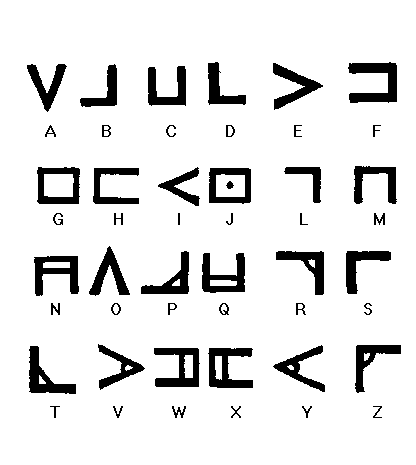 A B C D E F
G H I J L M
N O P Q R S
T V W X Y Z